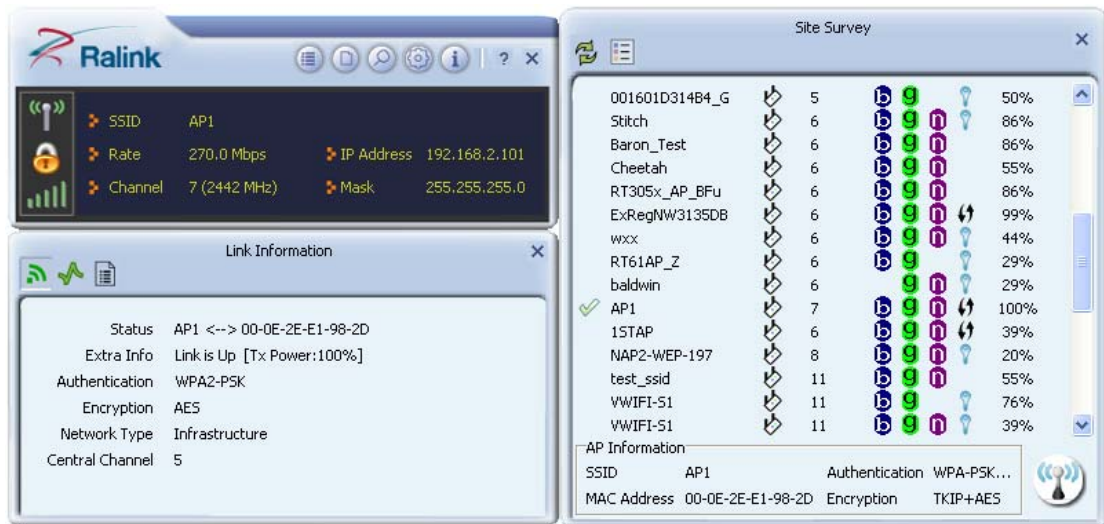 Ralink
? ×
SSID AP1
Rate 270.0 Mbps IP Address 192.168.2.101
Channel 7 (2442 MHz) Mask 255.255.255.0
Link Information
Status AP1 <--> 00-0E-2E-E1-98-2D
Extra Info Link is Up [Tx Power:100%]
Authentication WPA2-PSK
Encryption AES
Network Type Infrastructure
Central Channel 5
Site Survey
001601D314B4_G 5 b g 50%
Stitch 6 b g n 86%
Baron_Test 6 b g n 86%
Cheetah 6 b g n 55%
RT305x_AP_BFu 6 b g n 86%
ExRegNW3135DB 6 b g n 99%
wxx 6 b g n 44%
RT61AP_Z 6 b g 29%
baldwin 6 g n 29%
AP1 7 b g n 100%
1STAP 6 b g n 39%
NAP2-WEP-197 8 b g n 20%
test_ssid 11 b g n 55%
VWIFI-S1 11 b g 76%
VWIFI-S1 11 b g n 39%
AP Information
SSID AP1 Authentication WPA-PSK...
MAC Address 00-0E-2E-E1-98-2D Encryption TKIP+AES